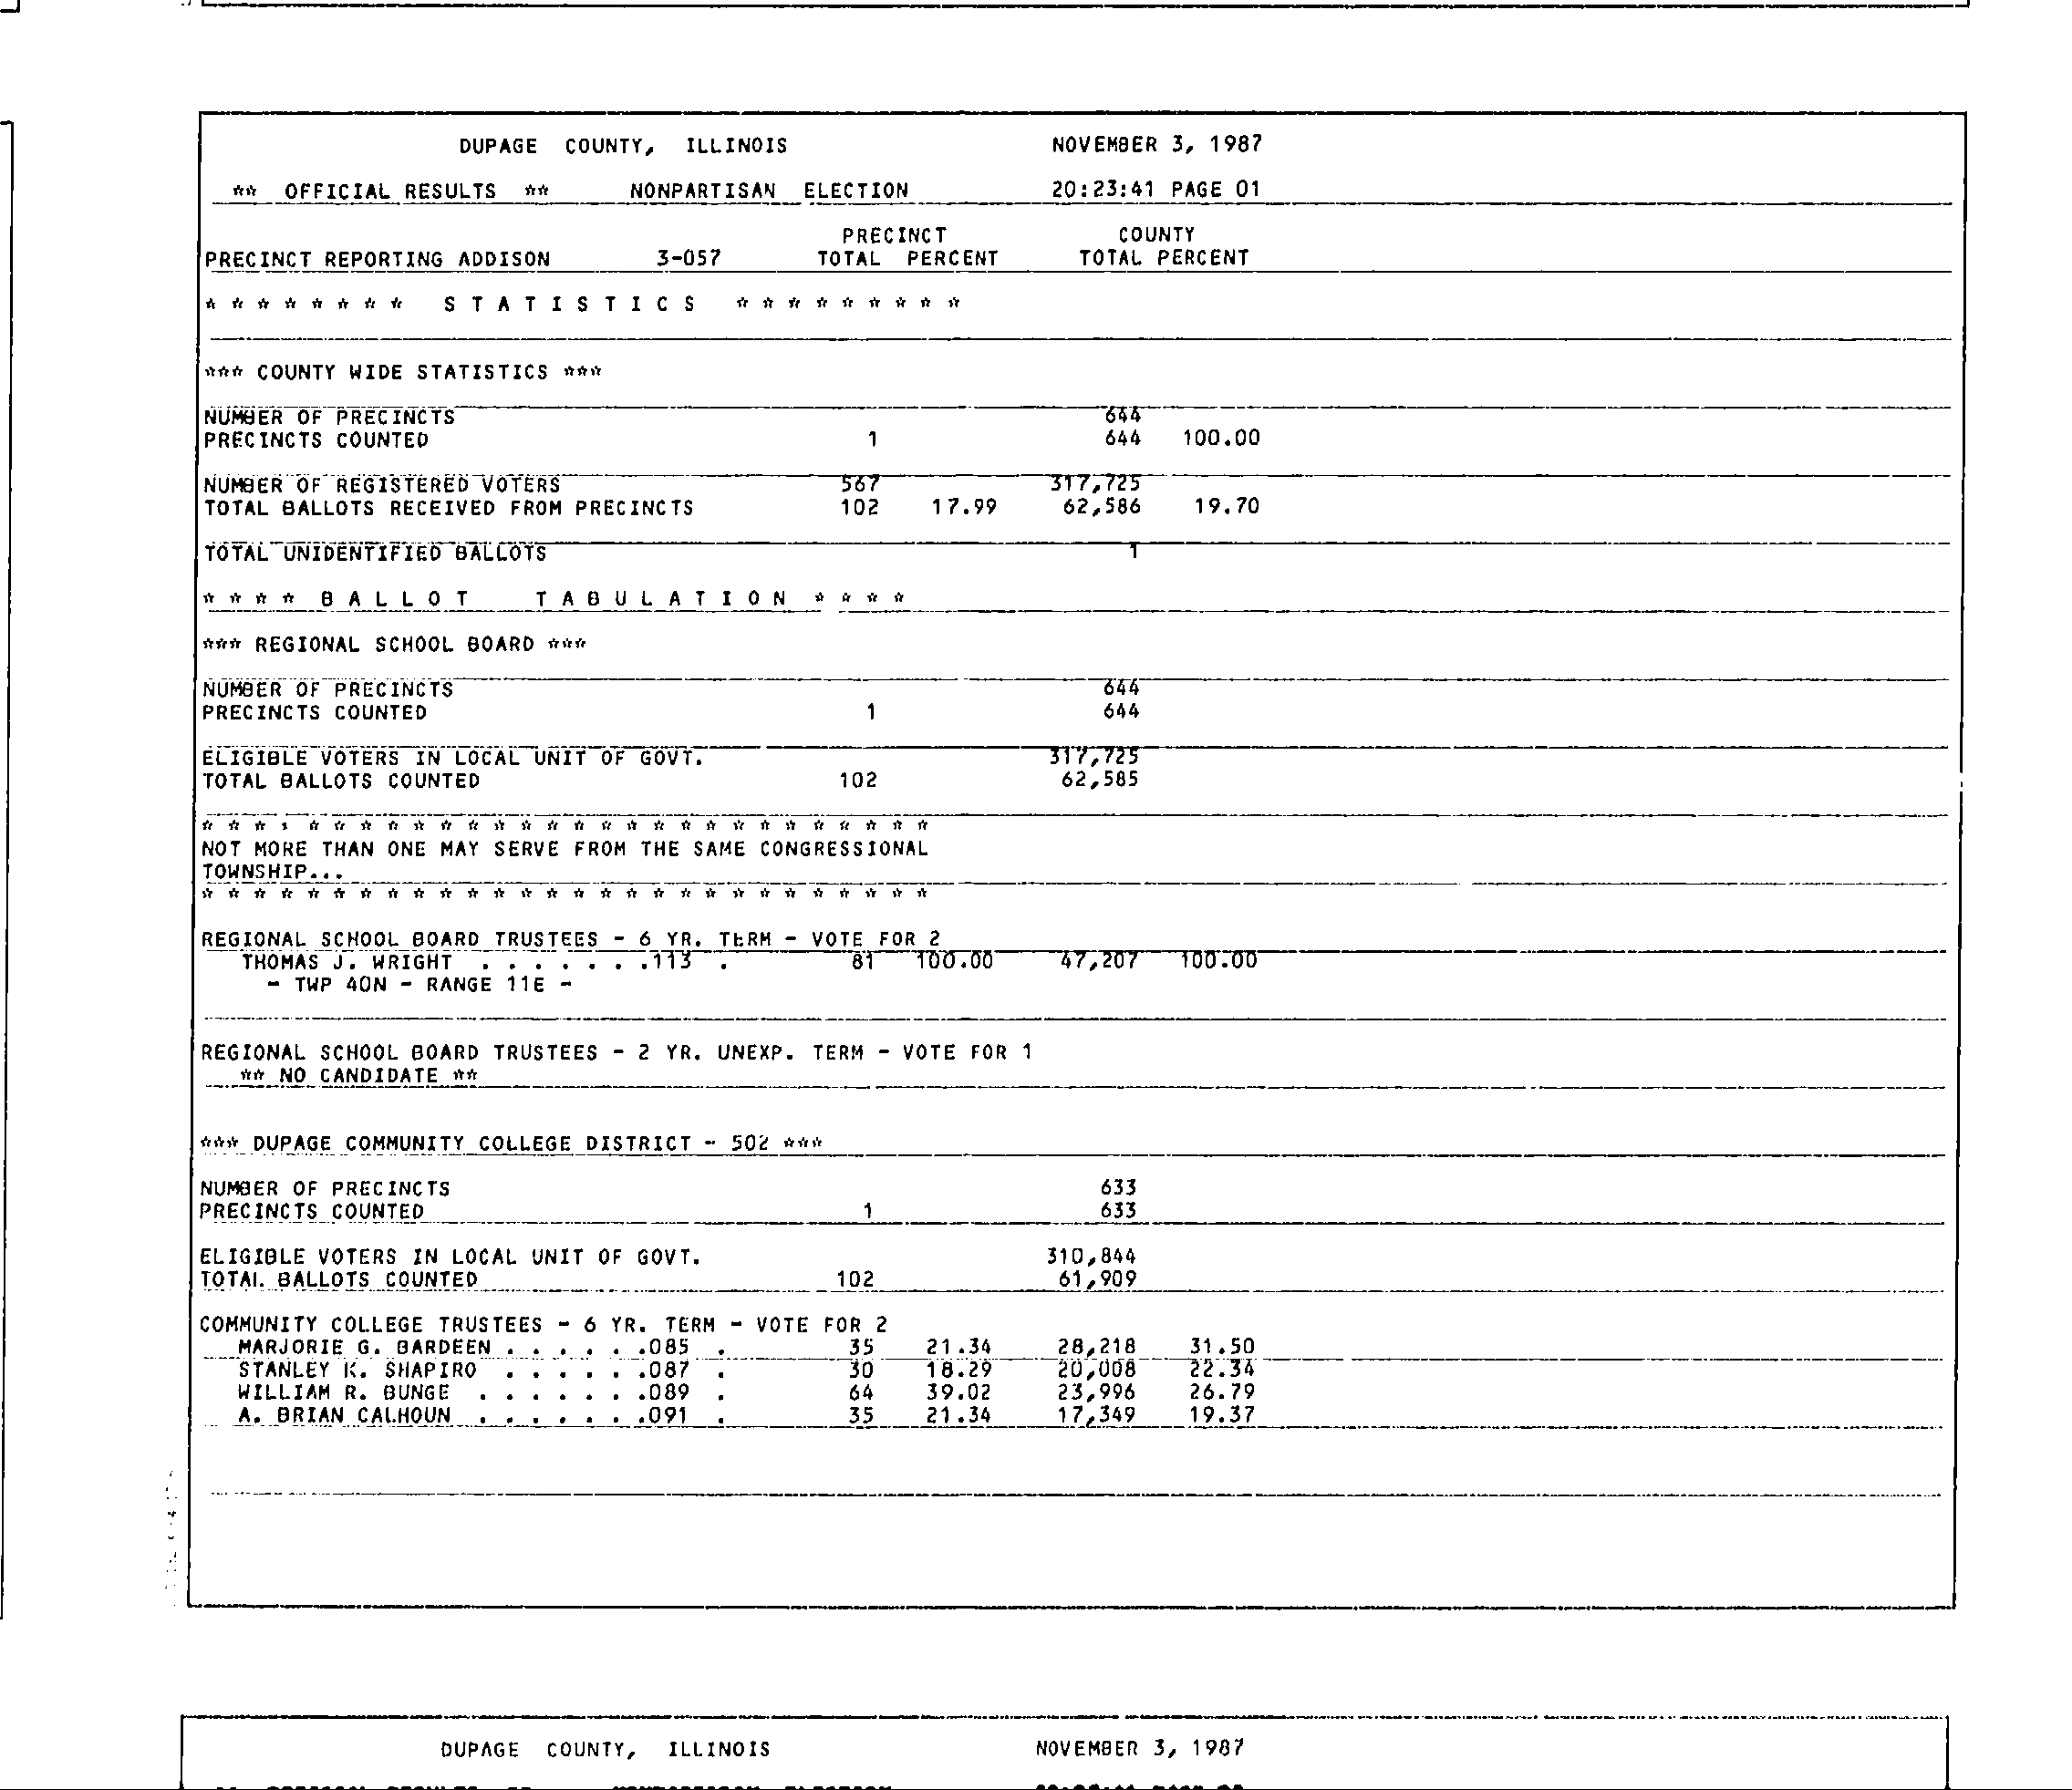 DUPAGE COUNTY, ILLINOIS NOVEMBER 3, 1987
** OFFICIAL RESULTS ** NONPARTISAN ELECTION 20:23:41 PAGE 01
PRECINCT COUNTY
PRECINCT REPORTING ADDISON 3-057 TOTAL PERCENT TOTAL PERCENT
* * * * * * * * S T A T I S T I C S * * * * * * * * *
*** COUNTY WIDE STATISTICS ***
NUMBER OF PRECINCTS 644
PRECINCTS COUNTED 1 644 100.00
NUMBER OF REGISTERED VOTERS 567 317,725
TOTAL BALLOTS RECEIVED FROM PRECINCTS 102 17.99 62,586 19.70
TOTAL UNIDENTIFIED BALLOTS 1
* * * * B A L L O T T A B U L A T I O N * * * *
*** REGIONAL SCHOOL BOARD ***
NUMBER OF PRECINCTS 644
PRECINCTS COUNTED 1 644
ELIGIBLE VOTERS IN LOCAL UNIT OF GOVT. 317,725
TOTAL BALLOTS COUNTED 102 62,585
* * * * * * * * * * * * * * * * * * * * * * * * * * * *
NOT MORE THAN ONE MAY SERVE FROM THE SAME CONGRESSIONAL
TOWNSHIP...
* * * * * * * * * * * * * * * * * * * * * * * * * * * *
REGIONAL SCHOOL BOARD TRUSTEES - 6 YR. TERM - VOTE FOR 2
THOMAS J. WRIGHT . . . . . . .113 . 81 100.00 47,207 100.00
- TWP 40N - RANGE 11E -
REGIONAL SCHOOL BOARD TRUSTEES - 2 YR. UNEXP. TERM - VOTE FOR 1
** NO CANDIDATE **
*** DUPAGE COMMUNITY COLLEGE DISTRICT - 502 ***
NUMBER OF PRECINCTS 633
PRECINCTS COUNTED 1 633
ELIGIBLE VOTERS IN LOCAL UNIT OF GOVT. 310,844
TOTAL BALLOTS COUNTED 102 61,909
COMMUNITY COLLEGE TRUSTEES - 6 YR. TERM - VOTE FOR 2
MARJORIE G. BARDEEN . . . . . .085 . 35 21.34 28,218 31.50
STANLEY K. SHAPIRO . . . . . .087 . 30 18.29 20,008 22.34
WILLIAM R. BUNGE . . . . . . .089 . 64 39.02 23,996 26.79
A. BRIAN CALHOUN . . . . . . .091 . 35 21.34 17,349 19.37
DUPAGE COUNTY, ILLINOIS NOVEMBER 3, 1987